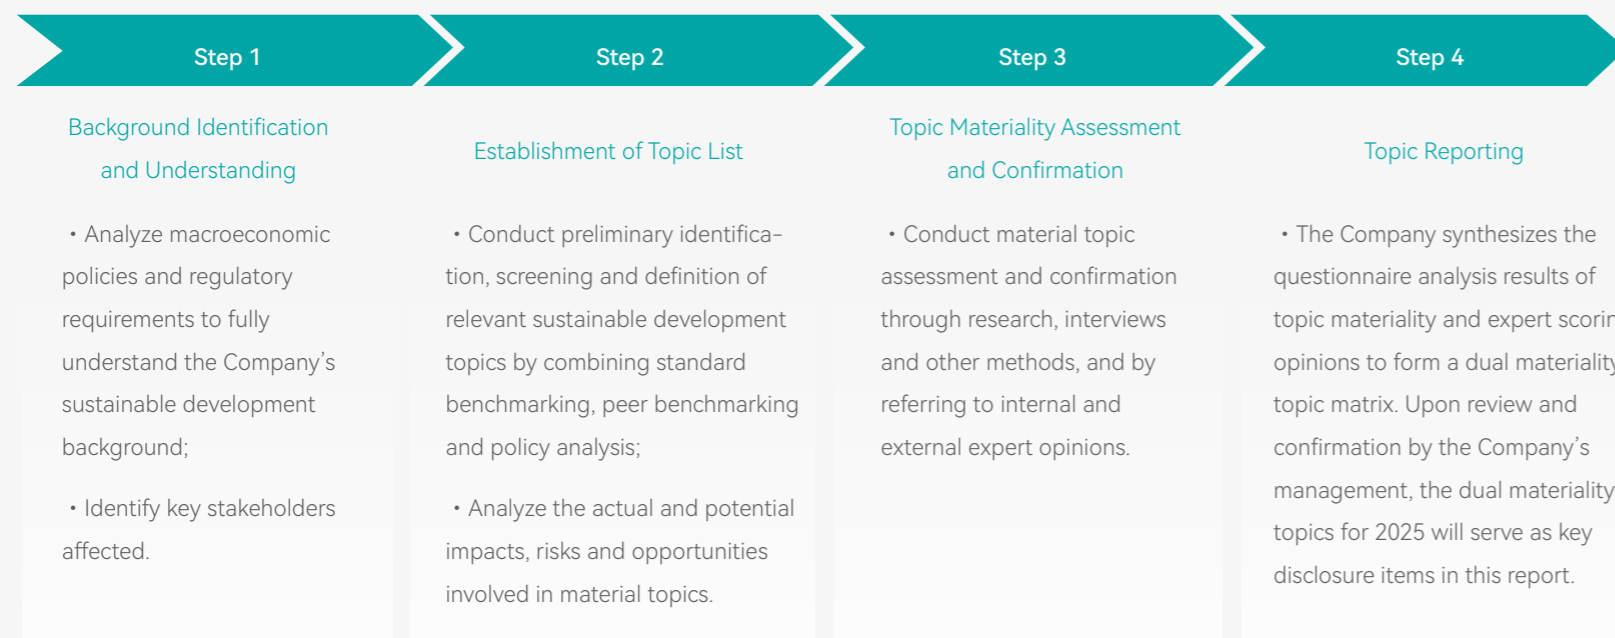 Step 1
Background Identification
and Understanding
・Analyze macroeconomic
policies and regulatory
requirements to fully
understand the Company’s
sustainable development
background;
・Identify key stakeholders
affected.
Step 2
Establishment of Topic List
・Conduct preliminary identifica-
tion, screening and definition of
relevant sustainable development
topics by combining standard
benchmarking, peer benchmarking
and policy analysis;
・Analyze the actual and potential
impacts, risks and opportunities
involved in material topics.
Step 3
Topic Materiality Assessment
and Confirmation
・Conduct material topic
assessment and confirmation
through research, interviews
and other methods, and by
referring to internal and
external expert opinions.
Step 4
Topic Reporting
・The Company synthesizes the
questionnaire analysis results of
topic materiality and expert scorin
opinions to form a dual materiality
topic matrix. Upon review and
confirmation by the Company’s
management, the dual materiality
topics for 2025 will serve as key
disclosure items in this report.